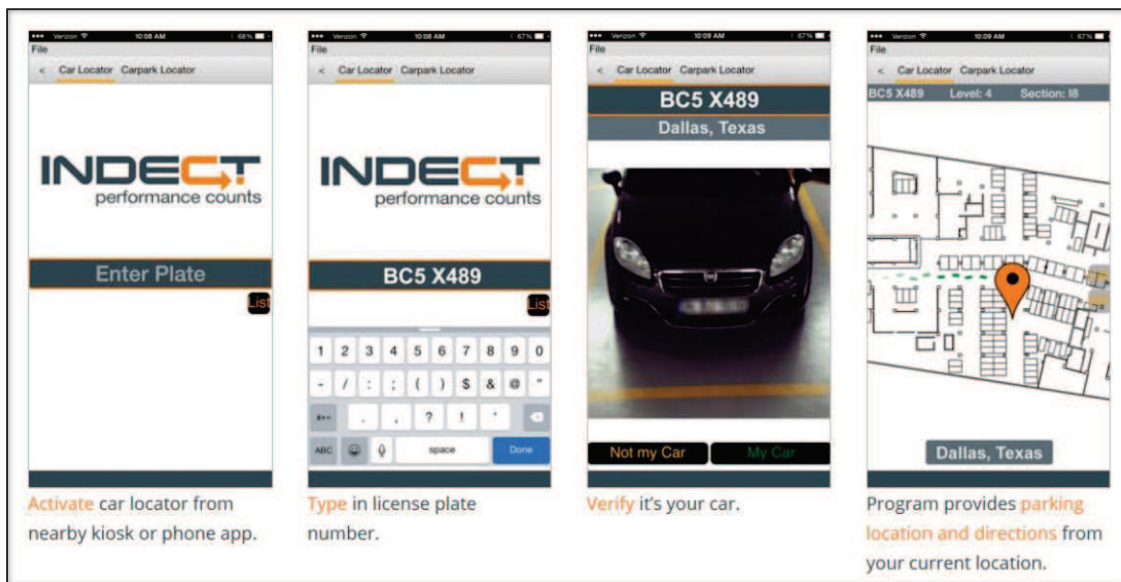 Verizon 10:08 AM 68%
File
< Car Locator Carpark Locator
INDECT
performance counts
Enter Plate
List
Activate car locator from
nearby kiosk or phone app.
Verizon 10:08 AM 67%
File
< Car Locator Carpark Locator
INDECT
performance counts
BC5 X489
List
1 2 3 4 5 6 7 8 9 0
- / : ; ( ) $ & @ "
#+= . , ? ! '
ABC space Done
Type in license plate
number.
Verizon 10:09 AM 67%
File
< Car Locator Carpark Locator
BC5 X489
Dallas, Texas
Not my Car My Car
Verify it's your car.
Verizon 10:09 AM 67%
File
< Car Locator Carpark Locator
BC5 X489 Level: 4 Section: I8
Dallas, Texas
Program provides parking
location and directions from
your current location.